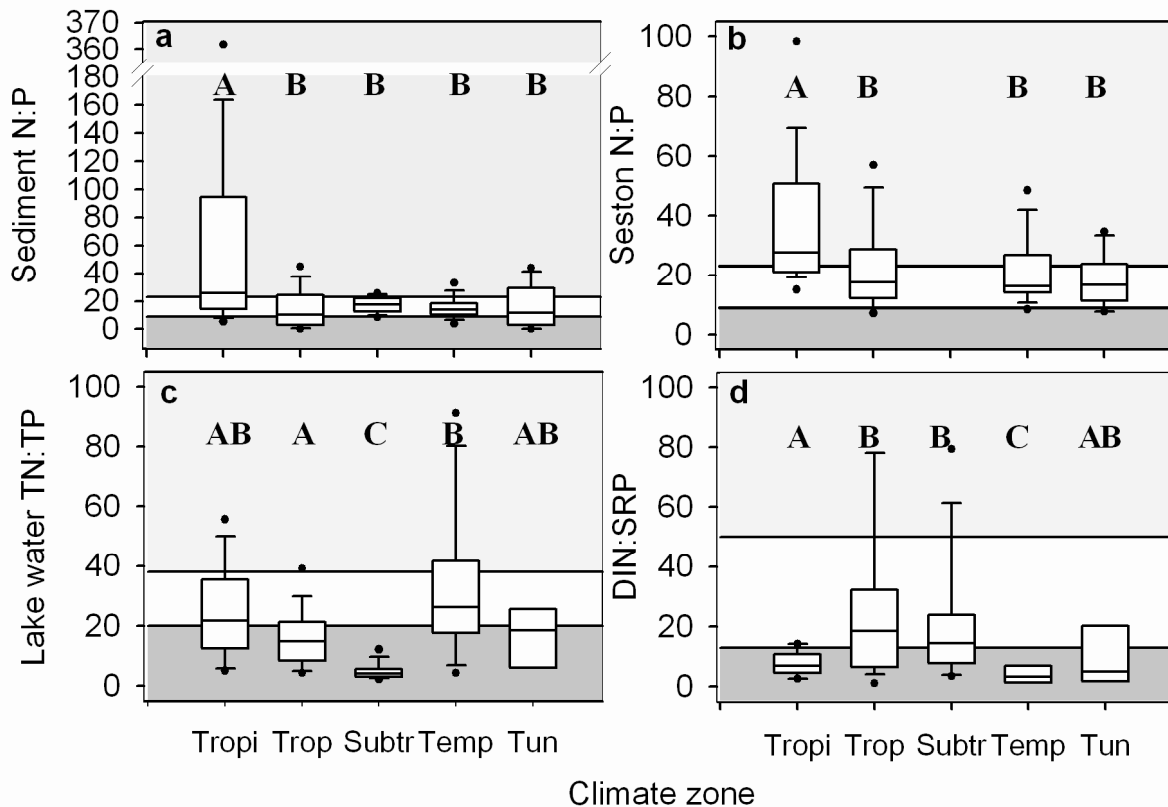 a
370
360
180
160
140
120
100
80
60
40
20
0
Sediment N:P
A B B B B
b
100
80
60
40
20
0
Seston N:P
A B B B
c
100
80
60
40
20
0
Lake water TN:TP
AB A C B AB
d
100
80
60
40
20
0
DIN:SRP
A B B C AB
Tropi Trop Subtr Temp Tun
Tropi Trop Subtr Temp Tun
Climate zone